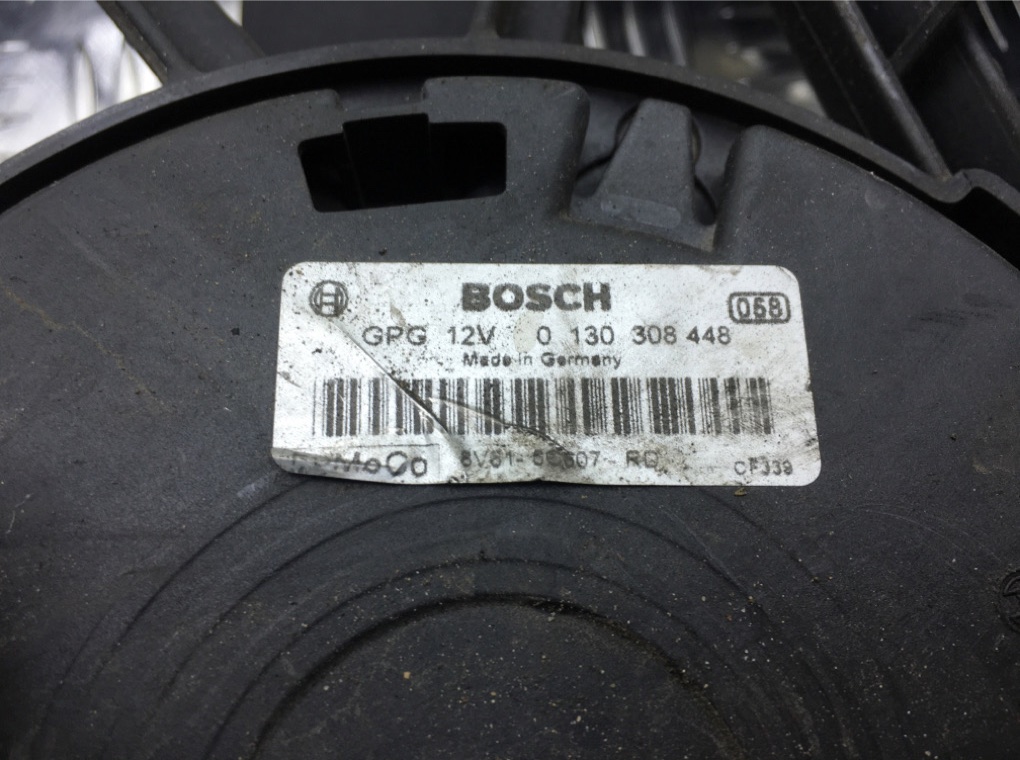 BOSCH 058
GPG 12V 0 130 308 448
Made in Germany
CF339